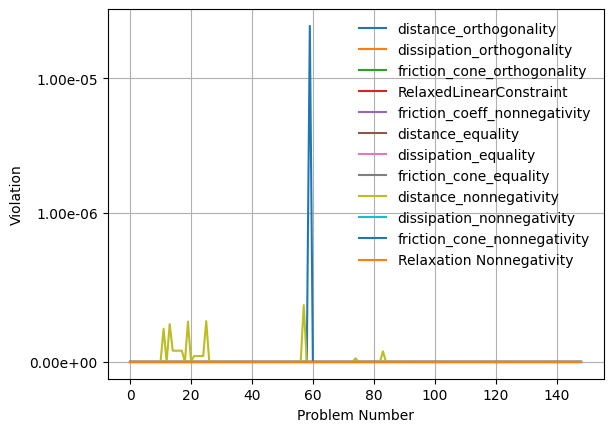 distance_orthogonality
dissipation_orthogonality
friction_cone_orthogonality
RelaxedLinearConstraint
friction_coeff_nonnegativity
distance_equality
dissipation_equality
friction_cone_equality
distance_nonnegativity
dissipation_nonnegativity
friction_cone_nonnegativity
Relaxation Nonnegativity
1.00e-05
1.00e-06
0.00e+00
Violation
0 20 40 60 80 100 120 140
Problem Number